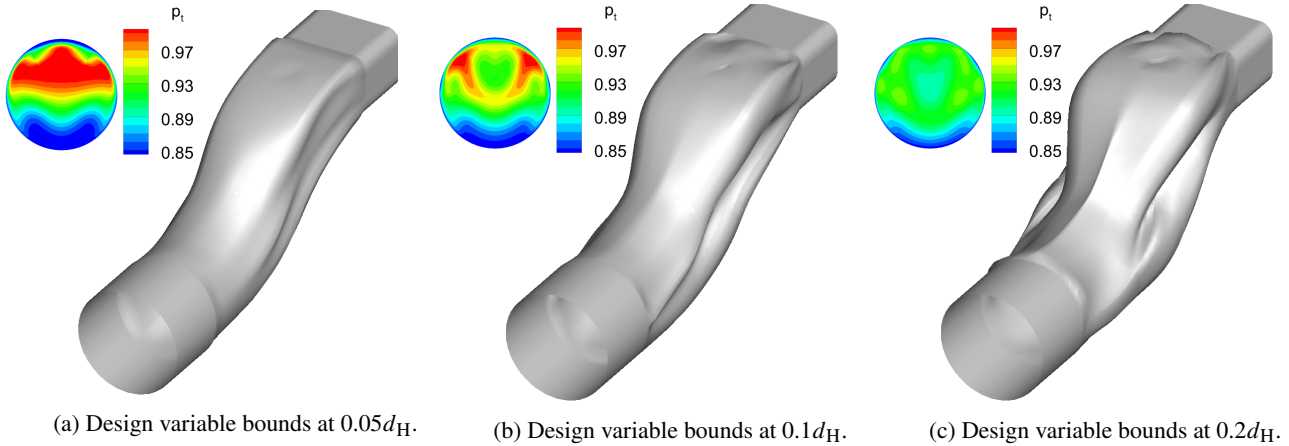 p_t
0.97
0.93
0.89
0.85
p_t
0.97
0.93
0.89
0.85
p_t
0.97
0.93
0.89
0.85
(a) Design variable bounds at 0.05d_H.
(b) Design variable bounds at 0.1d_H.
(c) Design variable bounds at 0.2d_H.